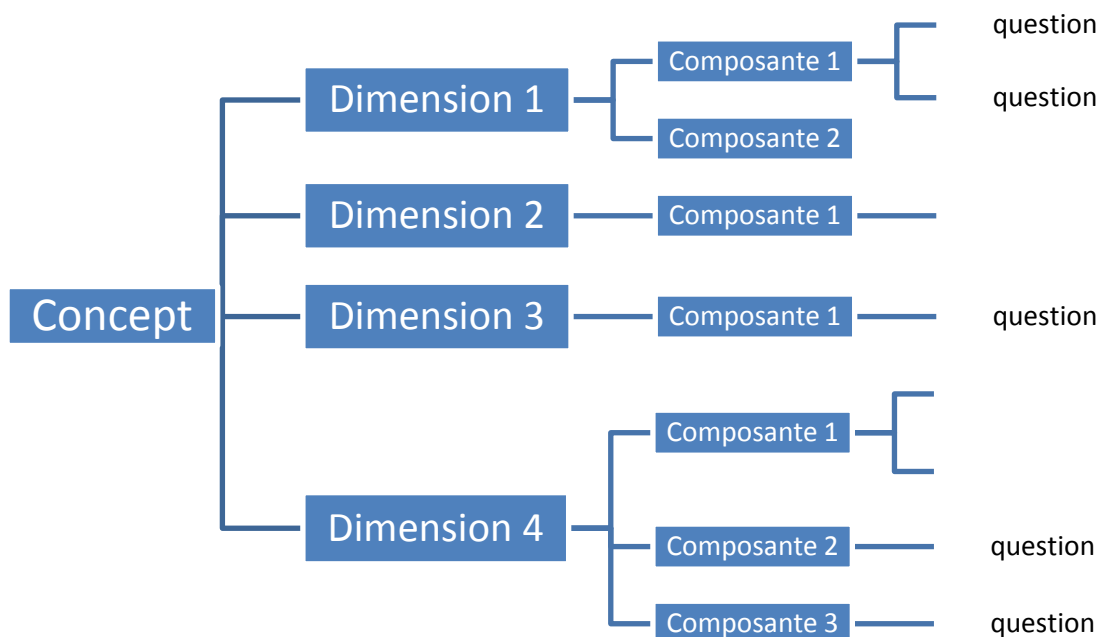 question
Composante 1
Dimension 1
question
Composante 2
Dimension 2
Composante 1
Concept
Dimension 3
Composante 1
question
Composante 1
Dimension 4
Composante 2
question
Composante 3
question